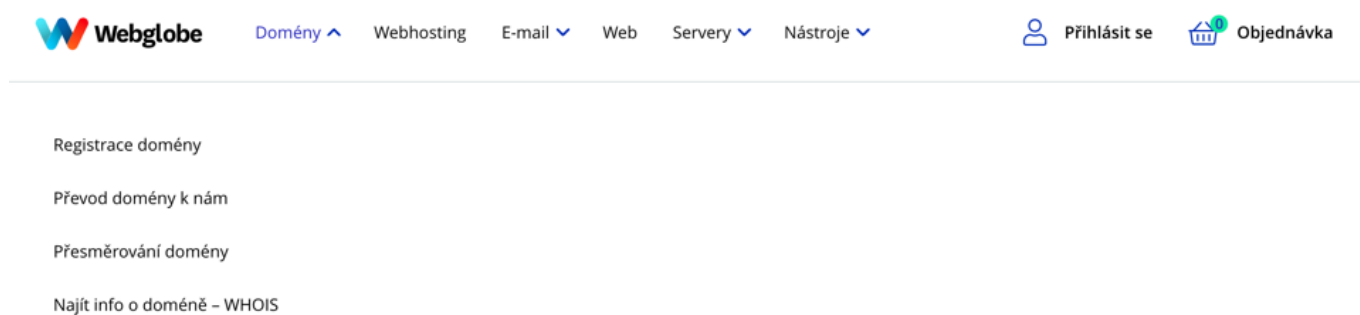 Webglobe Domény Webhosting E-mail Web Servery Nástroje Přihlásit se 0 Objednávka
Registrace domény
Převod domény k nám
Přesměrování domény
Najít info o doméně – WHOIS